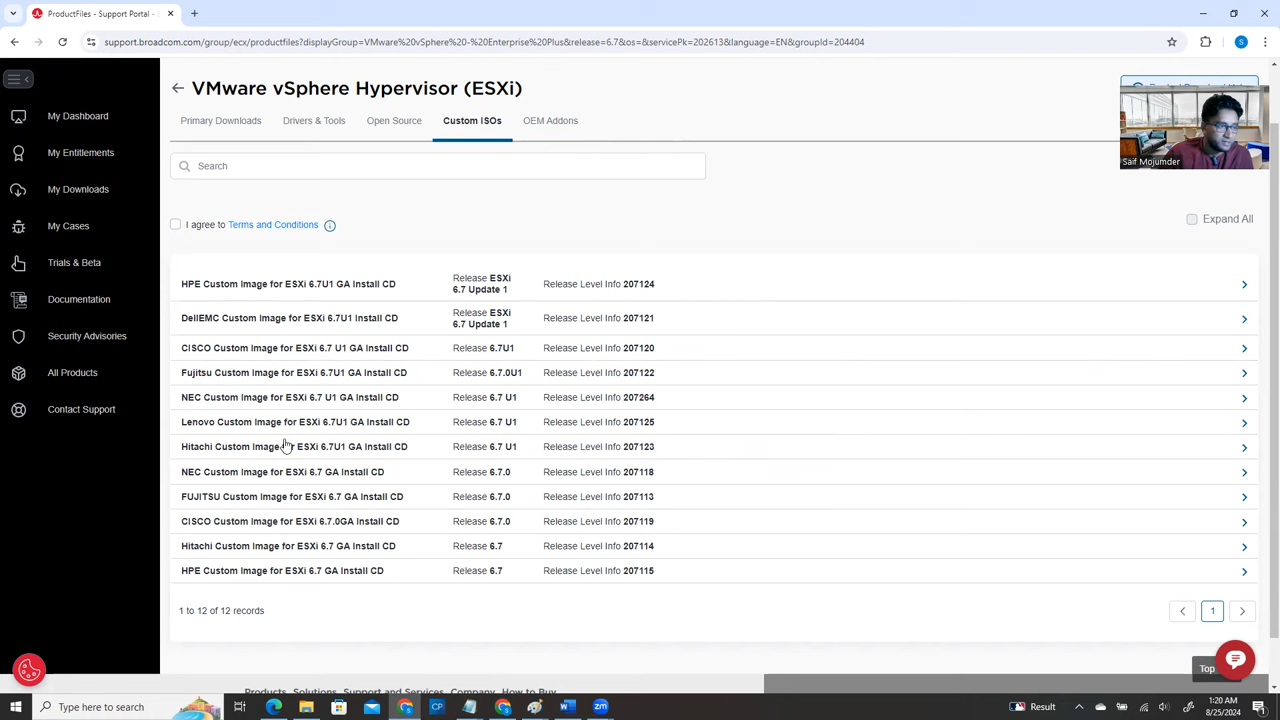 ProductFiles - Support Portal -
support.broadcom.com/group/ecx/productfiles?displayGroup=VMware%20vSphere%20-%20Enterprise%20Plus&release=6.7&os=&servicePk=202613&language=EN&groupId=204404
S
My Dashboard
My Entitlements
My Downloads
My Cases
Trials & Beta
Documentation
Security Advisories
All Products
Contact Support
VMware vSphere Hypervisor (ESXi)
Primary Downloads Drivers & Tools Open Source Custom ISOs OEM Addons
Saif Mojumder
Search
I agree to Terms and Conditions
Expand All
HPE Custom Image for ESXi 6.7U1 GA Install CD Release ESXi 6.7 Update 1 Release Level Info 207124
DellEMC Custom Image for ESXi 6.7U1 Install CD Release ESXi 6.7 Update 1 Release Level Info 207121
CISCO Custom Image for ESXi 6.7 U1 GA Install CD Release 6.7U1 Release Level Info 207120
Fujitsu Custom Image for ESXi 6.7U1 GA Install CD Release 6.7.0U1 Release Level Info 207122
NEC Custom Image for ESXi 6.7 U1 GA Install CD Release 6.7 U1 Release Level Info 207264
Lenovo Custom Image for ESXi 6.7U1 GA Install CD Release 6.7 U1 Release Level Info 207125
Hitachi Custom Image ESXi 6.7U1 GA Install CD Release 6.7 U1 Release Level Info 207123
NEC Custom Image for ESXi 6.7 GA Install CD Release 6.7.0 Release Level Info 207118
FUJITSU Custom Image for ESXi 6.7 GA Install CD Release 6.7.0 Release Level Info 207113
CISCO Custom Image for ESXi 6.7.0GA Install CD Release 6.7.0 Release Level Info 207119
Hitachi Custom Image for ESXi 6.7 GA Install CD Release 6.7 Release Level Info 207114
HPE Custom Image for ESXi 6.7 GA Install CD Release 6.7 Release Level Info 207115
1 to 12 of 12 records
1
Top
Products Solutions Support and Services Company How to Buy
Type here to search
CP
zm
Result
1:20 AM
8/25/2024